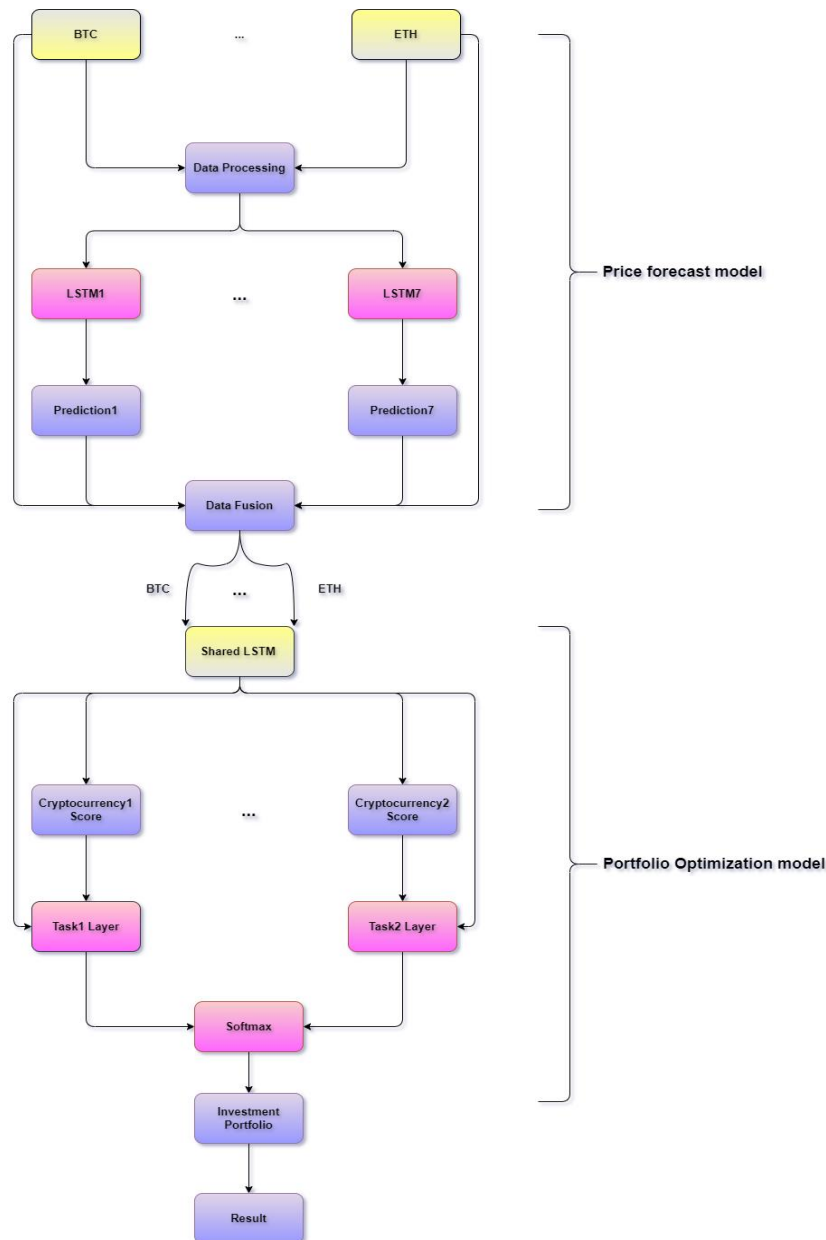 BTC
...
ETH
Data Processing
LSTM1
...
LSTM7
Price forecast model
Prediction1
Prediction7
Data Fusion
BTC
...
ETH
Shared LSTM
Cryptocurrency1
Score
...
Cryptocurrency2
Score
Portfolio Optimization model
Task1 Layer
Task2 Layer
Softmax
Investment
Portfolio
Result